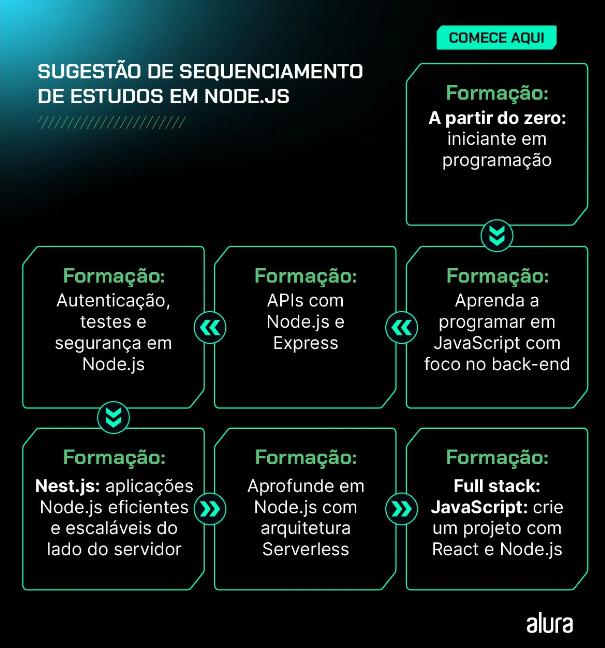 COMECE AQUI
SUGESTÃO DE SEQUENCIAMENTO
DE ESTUDOS EM NODE.JS
Formação:
A partir do zero:
iniciante em
programação
Formação:
Aprenda a
programar em
JavaScript com
foco no back-end
Formação:
APIs com
Node.js e
Express
Formação:
Autenticação,
testes e
segurança em
Node.js
Formação:
Nest.js: aplicações
Node.js eficientes
e escaláveis do
lado do servidor
Formação:
Aprofunde em
Node.js com
arquitetura
Serverless
Formação:
Full stack:
JavaScript: crie
um projeto com
React e Node.js
alura